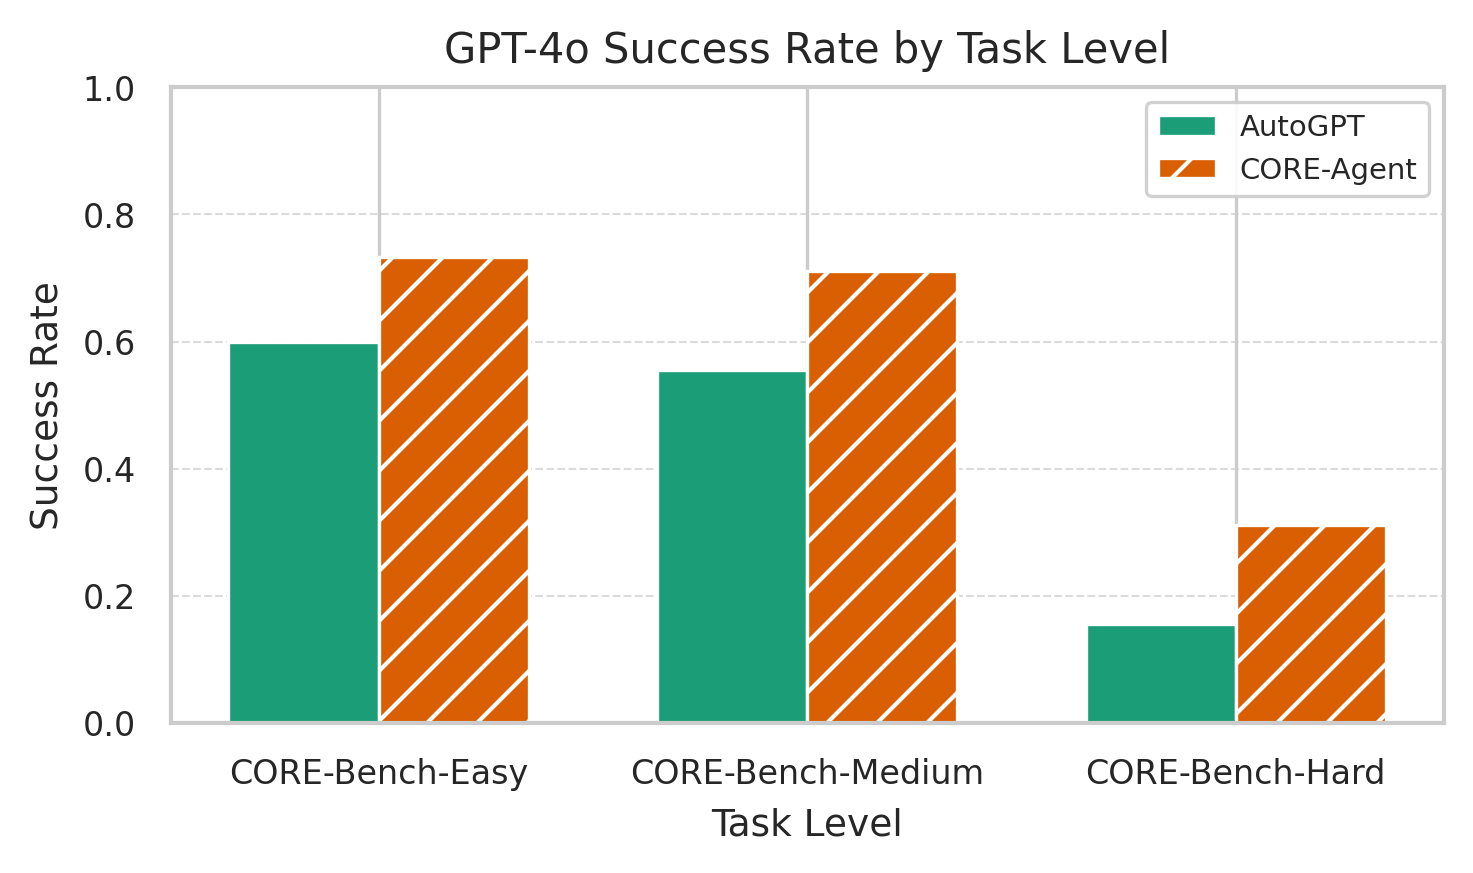 GPT-4o Success Rate by Task Level
1.0
0.8
0.6
0.4
0.2
0.0
Success Rate
AutoGPT
CORE-Agent
CORE-Bench-Easy
CORE-Bench-Medium
CORE-Bench-Hard
Task Level